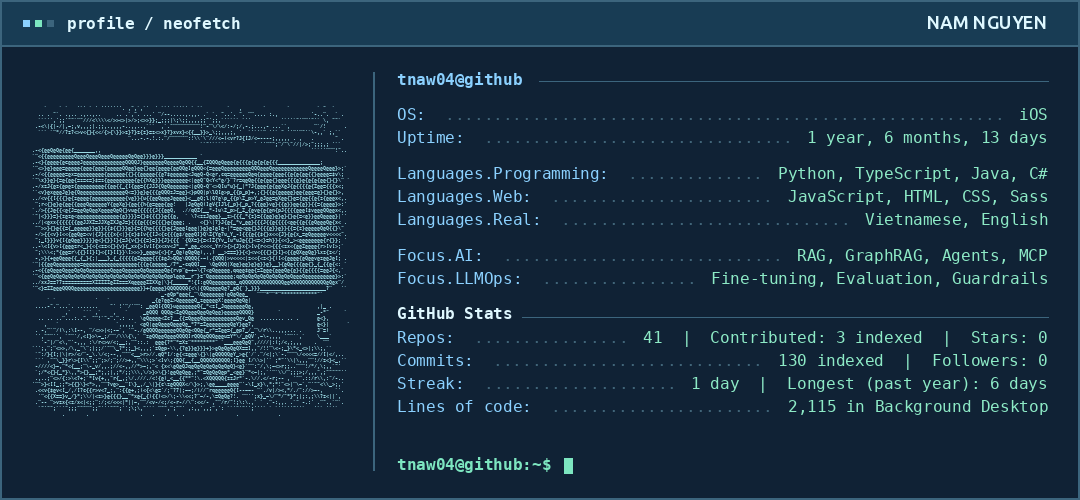 profile / neofetch
NAM NGUYEN
tnaw04@github
OS: iOS
Uptime: 1 year, 6 months, 13 days
Languages.Programming: Python, TypeScript, Java, C#
Languages.Web: JavaScript, HTML, CSS, Sass
Languages.Real: Vietnamese, English
Focus.AI: RAG, GraphRAG, Agents, MCP
Focus.LLMOps: Fine-tuning, Evaluation, Guardrails
GitHub Stats
Repos: 41 | Contributed: 3 indexed | Stars: 0
Commits: 130 indexed | Followers: 0
Streak: 1 day | Longest (past year): 6 days
Lines of code: 2,115 in Background Desktop
tnaw04@github:~$